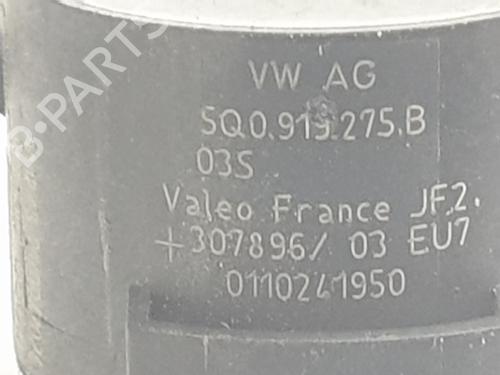 VW AG
5Q0.919.275.B
03S
Valeo France JF2.
+307896/ 03 EU7
0110241950
B-PARTS